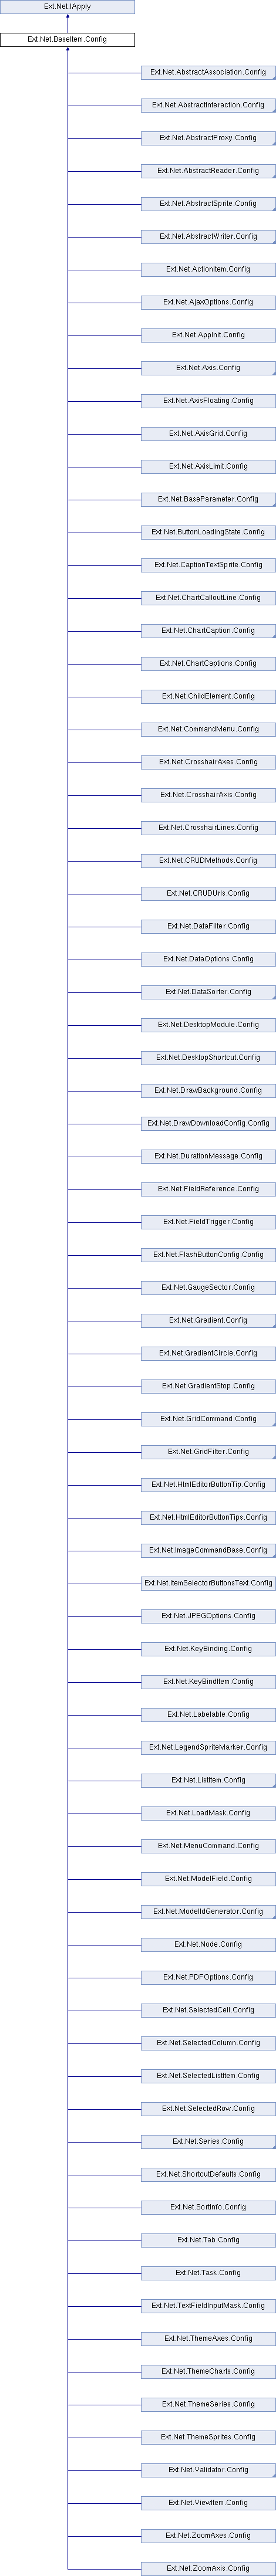 Ext.Net.IApply
Ext.Net.BaseItem.Config
Ext.Net.AbstractAssociation.Config
Ext.Net.AbstractInteraction.Config
Ext.Net.AbstractProxy.Config
Ext.Net.AbstractReader.Config
Ext.Net.AbstractSprite.Config
Ext.Net.AbstractWriter.Config
Ext.Net.ActionItem.Config
Ext.Net.AjaxOptions.Config
Ext.Net.AppInit.Config
Ext.Net.Axis.Config
Ext.Net.AxisFloating.Config
Ext.Net.AxisGrid.Config
Ext.Net.AxisLimit.Config
Ext.Net.BaseParameter.Config
Ext.Net.ButtonLoadingState.Config
Ext.Net.CaptionTextSprite.Config
Ext.Net.ChartCalloutLine.Config
Ext.Net.ChartCaption.Config
Ext.Net.ChartCaptions.Config
Ext.Net.ChildElement.Config
Ext.Net.CommandMenu.Config
Ext.Net.CrosshairAxes.Config
Ext.Net.CrosshairAxis.Config
Ext.Net.CrosshairLines.Config
Ext.Net.CRUDMethods.Config
Ext.Net.CRUDUrls.Config
Ext.Net.DataFilter.Config
Ext.Net.DataOptions.Config
Ext.Net.DataSorter.Config
Ext.Net.DesktopModule.Config
Ext.Net.DesktopShortcut.Config
Ext.Net.DrawBackground.Config
Ext.Net.DrawDownloadConfig.Config
Ext.Net.DurationMessage.Config
Ext.Net.FieldReference.Config
Ext.Net.FieldTrigger.Config
Ext.Net.FlashButtonConfig.Config
Ext.Net.GaugeSector.Config
Ext.Net.Gradient.Config
Ext.Net.GradientCircle.Config
Ext.Net.GradientStop.Config
Ext.Net.GridCommand.Config
Ext.Net.GridFilter.Config
Ext.Net.HtmlEditorButtonTip.Config
Ext.Net.HtmlEditorButtonTips.Config
Ext.Net.ImageCommandBase.Config
Ext.Net.ItemSelectorButtonsText.Config
Ext.Net.JPEGOptions.Config
Ext.Net.KeyBinding.Config
Ext.Net.KeyBindItem.Config
Ext.Net.Labelable.Config
Ext.Net.LegendSpriteMarker.Config
Ext.Net.ListItem.Config
Ext.Net.LoadMask.Config
Ext.Net.MenuCommand.Config
Ext.Net.ModelField.Config
Ext.Net.ModelIdGenerator.Config
Ext.Net.Node.Config
Ext.Net.PDFOptions.Config
Ext.Net.SelectedCell.Config
Ext.Net.SelectedColumn.Config
Ext.Net.SelectedListItem.Config
Ext.Net.SelectedRow.Config
Ext.Net.Series.Config
Ext.Net.ShortcutDefaults.Config
Ext.Net.SortInfo.Config
Ext.Net.Tab.Config
Ext.Net.Task.Config
Ext.Net.TextFieldInputMask.Config
Ext.Net.ThemeAxes.Config
Ext.Net.ThemeCharts.Config
Ext.Net.ThemeSeries.Config
Ext.Net.ThemeSprites.Config
Ext.Net.Validator.Config
Ext.Net.ViewItem.Config
Ext.Net.ZoomAxes.Config
Ext.Net.ZoomAxis.Config